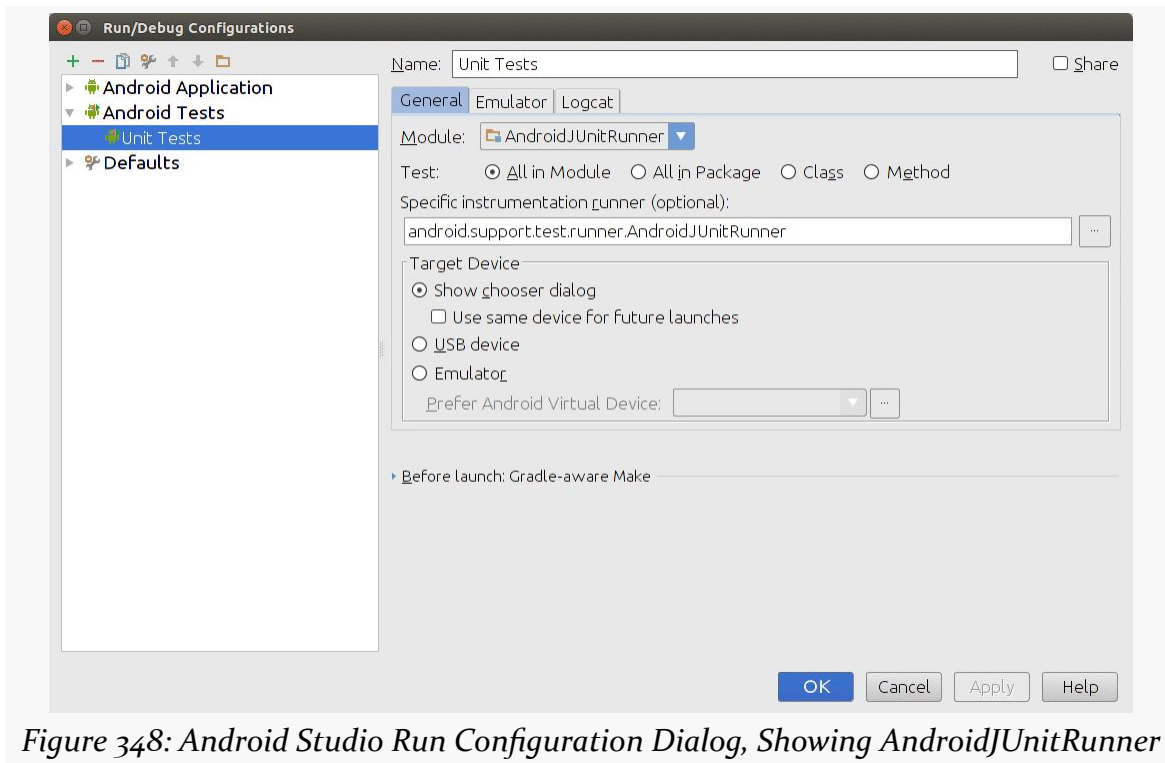 Run/Debug Configurations
Android Application
Android Tests
Unit Tests
Defaults
Name: Unit Tests Share
General Emulator Logcat
Module: AndroidJUnitRunner
Test: All in Module All in Package Class Method
Specific instrumentation runner (optional):
android.support.test.runner.AndroidJUnitRunner ...
Target Device
Show chooser dialog
Use same device for future launches
USB device
Emulator
Prefer Android Virtual Device: ...
Before launch: Gradle-aware Make
OK Cancel Apply Help
Figure 348: Android Studio Run Configuration Dialog, Showing AndroidJUnitRunner